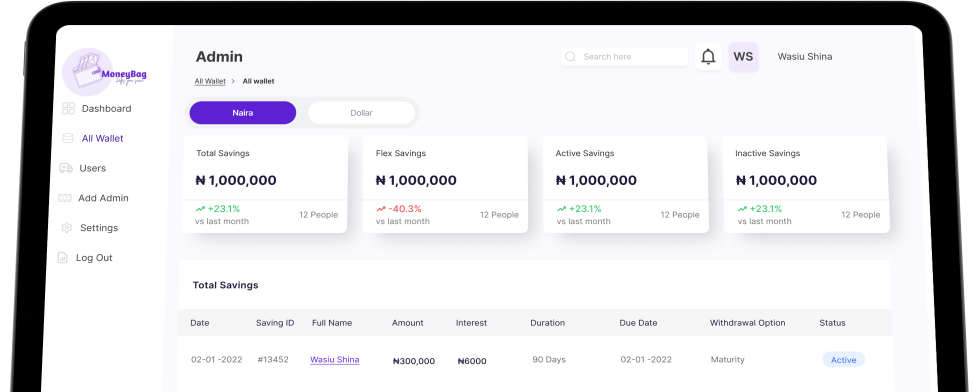 MoneyBag
Admin
Search here
WS
Wasiu Shina
All Wallet > All wallet
Dashboard
All Wallet
Users
Add Admin
Settings
Log Out
Naira
Dollar
Total Savings
₦ 1,000,000
+23.1%
vs last month
12 People
Flex Savings
₦ 1,000,000
-40.3%
vs last month
12 People
Active Savings
₦ 1,000,000
+23.1%
vs last month
12 People
Inactive Savings
₦ 1,000,000
+23.1%
vs last month
12 People
Total Savings
Date Saving ID Full Name Amount Interest Duration Due Date Withdrawal Option Status
02-01 -2022 #13452 Wasiu Shina ₦300,000 ₦6000 90 Days 02-01 -2022 Maturity Active